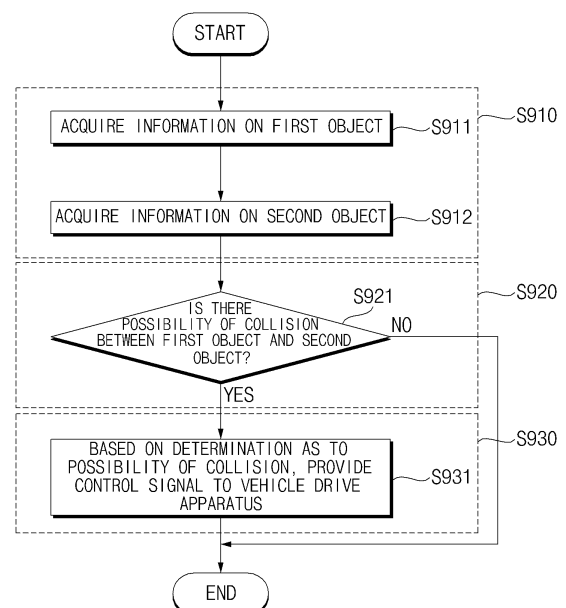 START
S910
ACQUIRE INFORMATION ON FIRST OBJECT
S911
ACQUIRE INFORMATION ON SECOND OBJECT
S912
S920
S921
IS THERE
POSSIBILITY OF COLLISION
BETWEEN FIRST OBJECT AND SECOND
OBJECT?
NO
YES
S930
BASED ON DETERMINATION AS TO
POSSIBILITY OF COLLISION, PROVIDE
CONTROL SIGNAL TO VEHICLE DRIVE
APPARATUS
S931
END